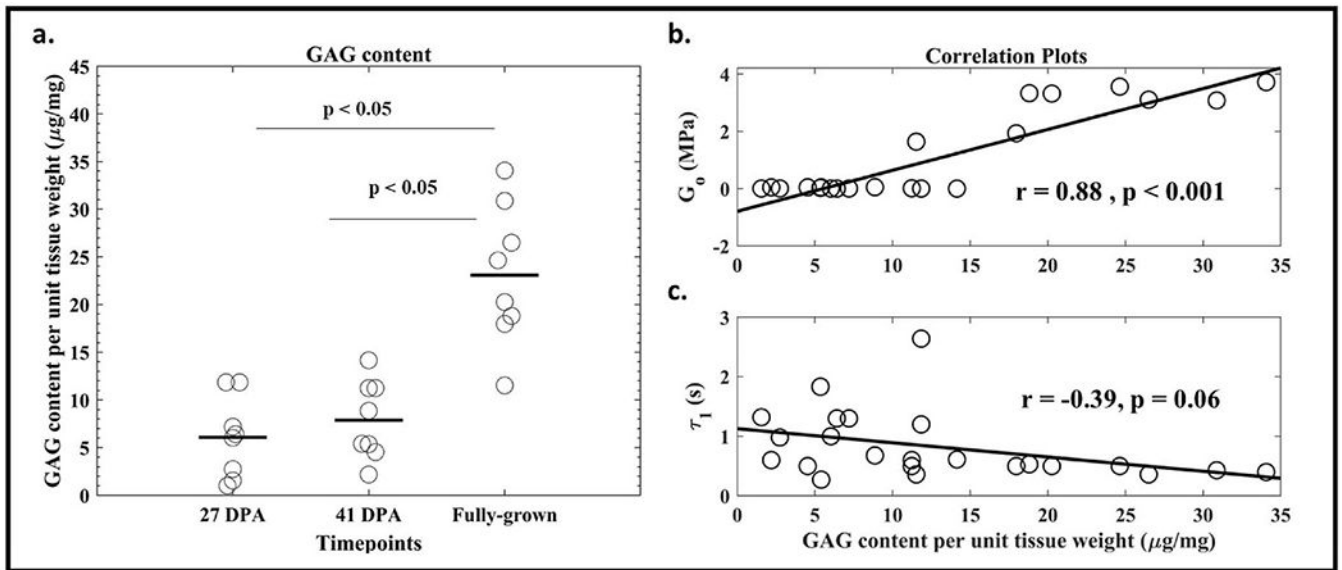 a.
GAG content
GAG content per unit tissue weight (μg/mg)
45
40
35
30
25
20
15
10
5
0
p < 0.05
p < 0.05
27 DPA 41 DPA Fully-grown
Timepoints
b.
Correlation Plots
G₀ (MPa)
4
2
0
-2
r = 0.88 , p < 0.001
0 5 10 15 20 25 30 35
c.
τ₁ (s)
3
2
1
0
r = -0.39, p = 0.06
0 5 10 15 20 25 30 35
GAG content per unit tissue weight (μg/mg)